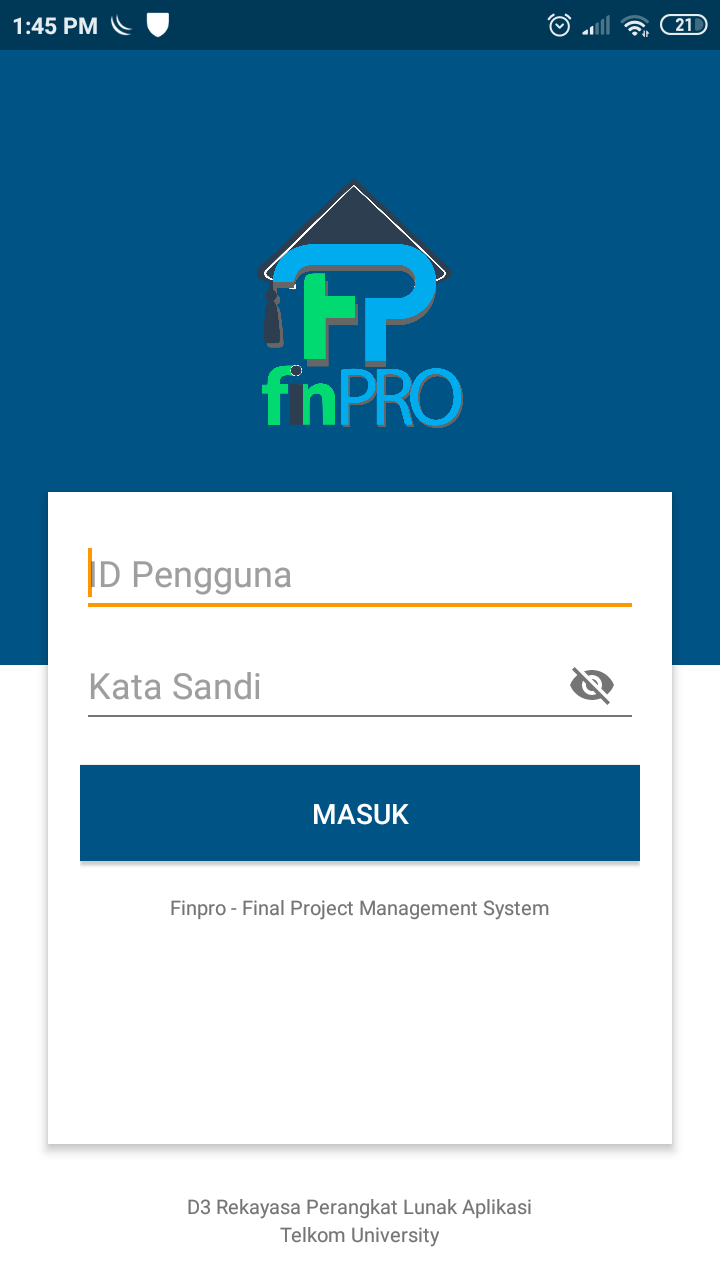 1:45 PM
21
finPRO
ID Pengguna
Kata Sandi
MASUK
Finpro - Final Project Management System
D3 Rekayasa Perangkat Lunak Aplikasi
Telkom University